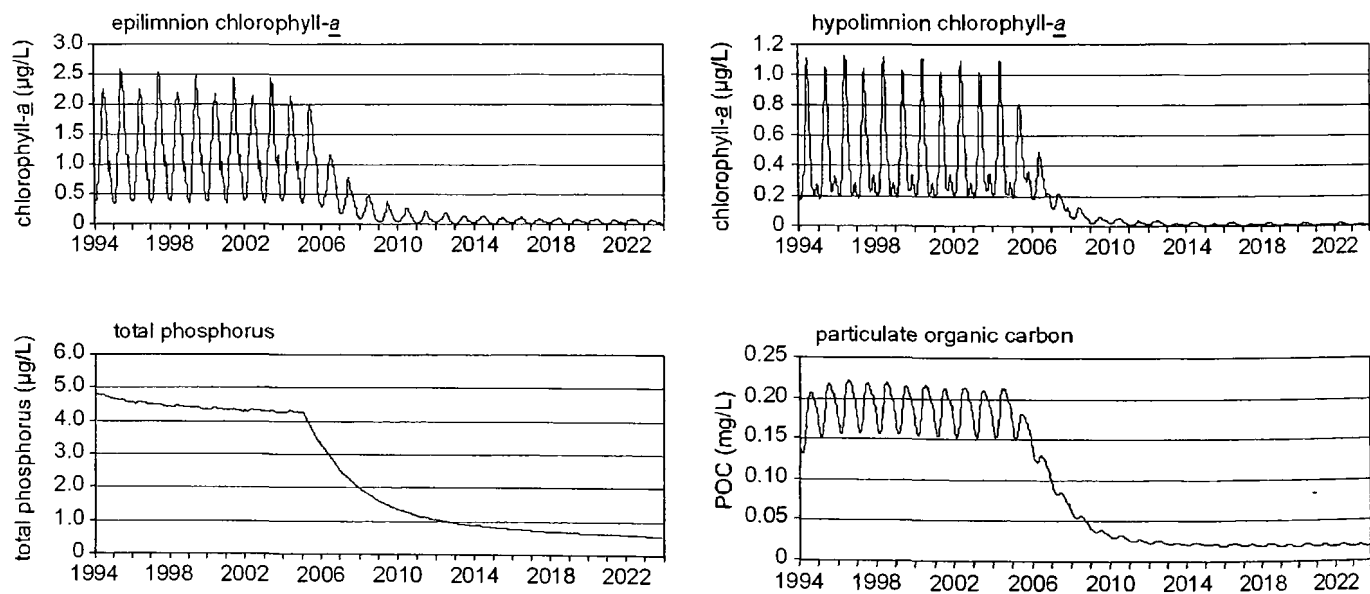 epilimnion chlorophyll-a
chlorophyll-a (µg/L)
3.0
2.5
2.0
1.5
1.0
0.5
0
1994 1998 2002 2006 2010 2014 2018 2022
hypolimnion chlorophyll-a
chlorophyll-a (µg/L)
1.2
1.0
0.8
0.6
0.4
0.2
0
1994 1998 2002 2006 2010 2014 2018 2022
total phosphorus
total phosphorus (µg/L)
6.0
5.0
4.0
3.0
2.0
1.0
0
1994 1998 2002 2006 2010 2014 2018 2022
particulate organic carbon
POC (mg/L)
0.25
0.20
0.15
0.10
0.05
0
1994 1998 2002 2006 2010 2014 2018 2022